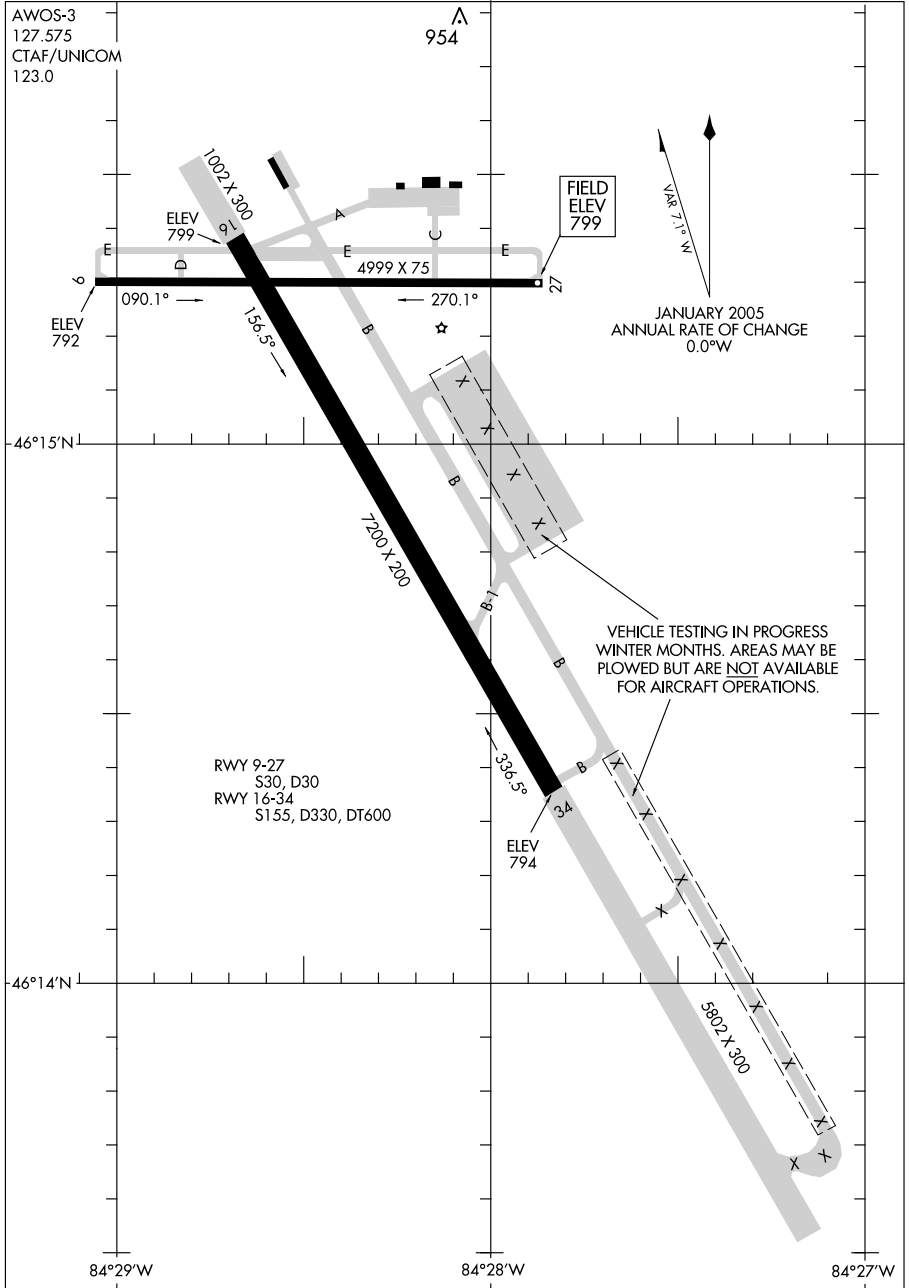 AWOS-3
127.575
CTAF/UNICOM
123.0
954
1002 X 300
VAR 7.1° W
FIELD
ELEV
799
ELEV
799
16
A
C
E
E
E
D
4999 X 75
9
27
090.1°
270.1°
ELEV
792
156.5°
B
JANUARY 2005
ANNUAL RATE OF CHANGE
0.0°W
X
46°15'N
X
B
X
X
7200 X 200
B-1
VEHICLE TESTING IN PROGRESS
WINTER MONTHS. AREAS MAY BE
PLOWED BUT ARE NOT AVAILABLE
FOR AIRCRAFT OPERATIONS.
B
336.5°
B
X
RWY 9-27
S30, D30
RWY 16-34
S155, D330, DT600
34
X
ELEV
794
X
X
X
46°14'N
X
5802 X 300
X
X
X
X
84°29'W
84°28'W
84°27'W